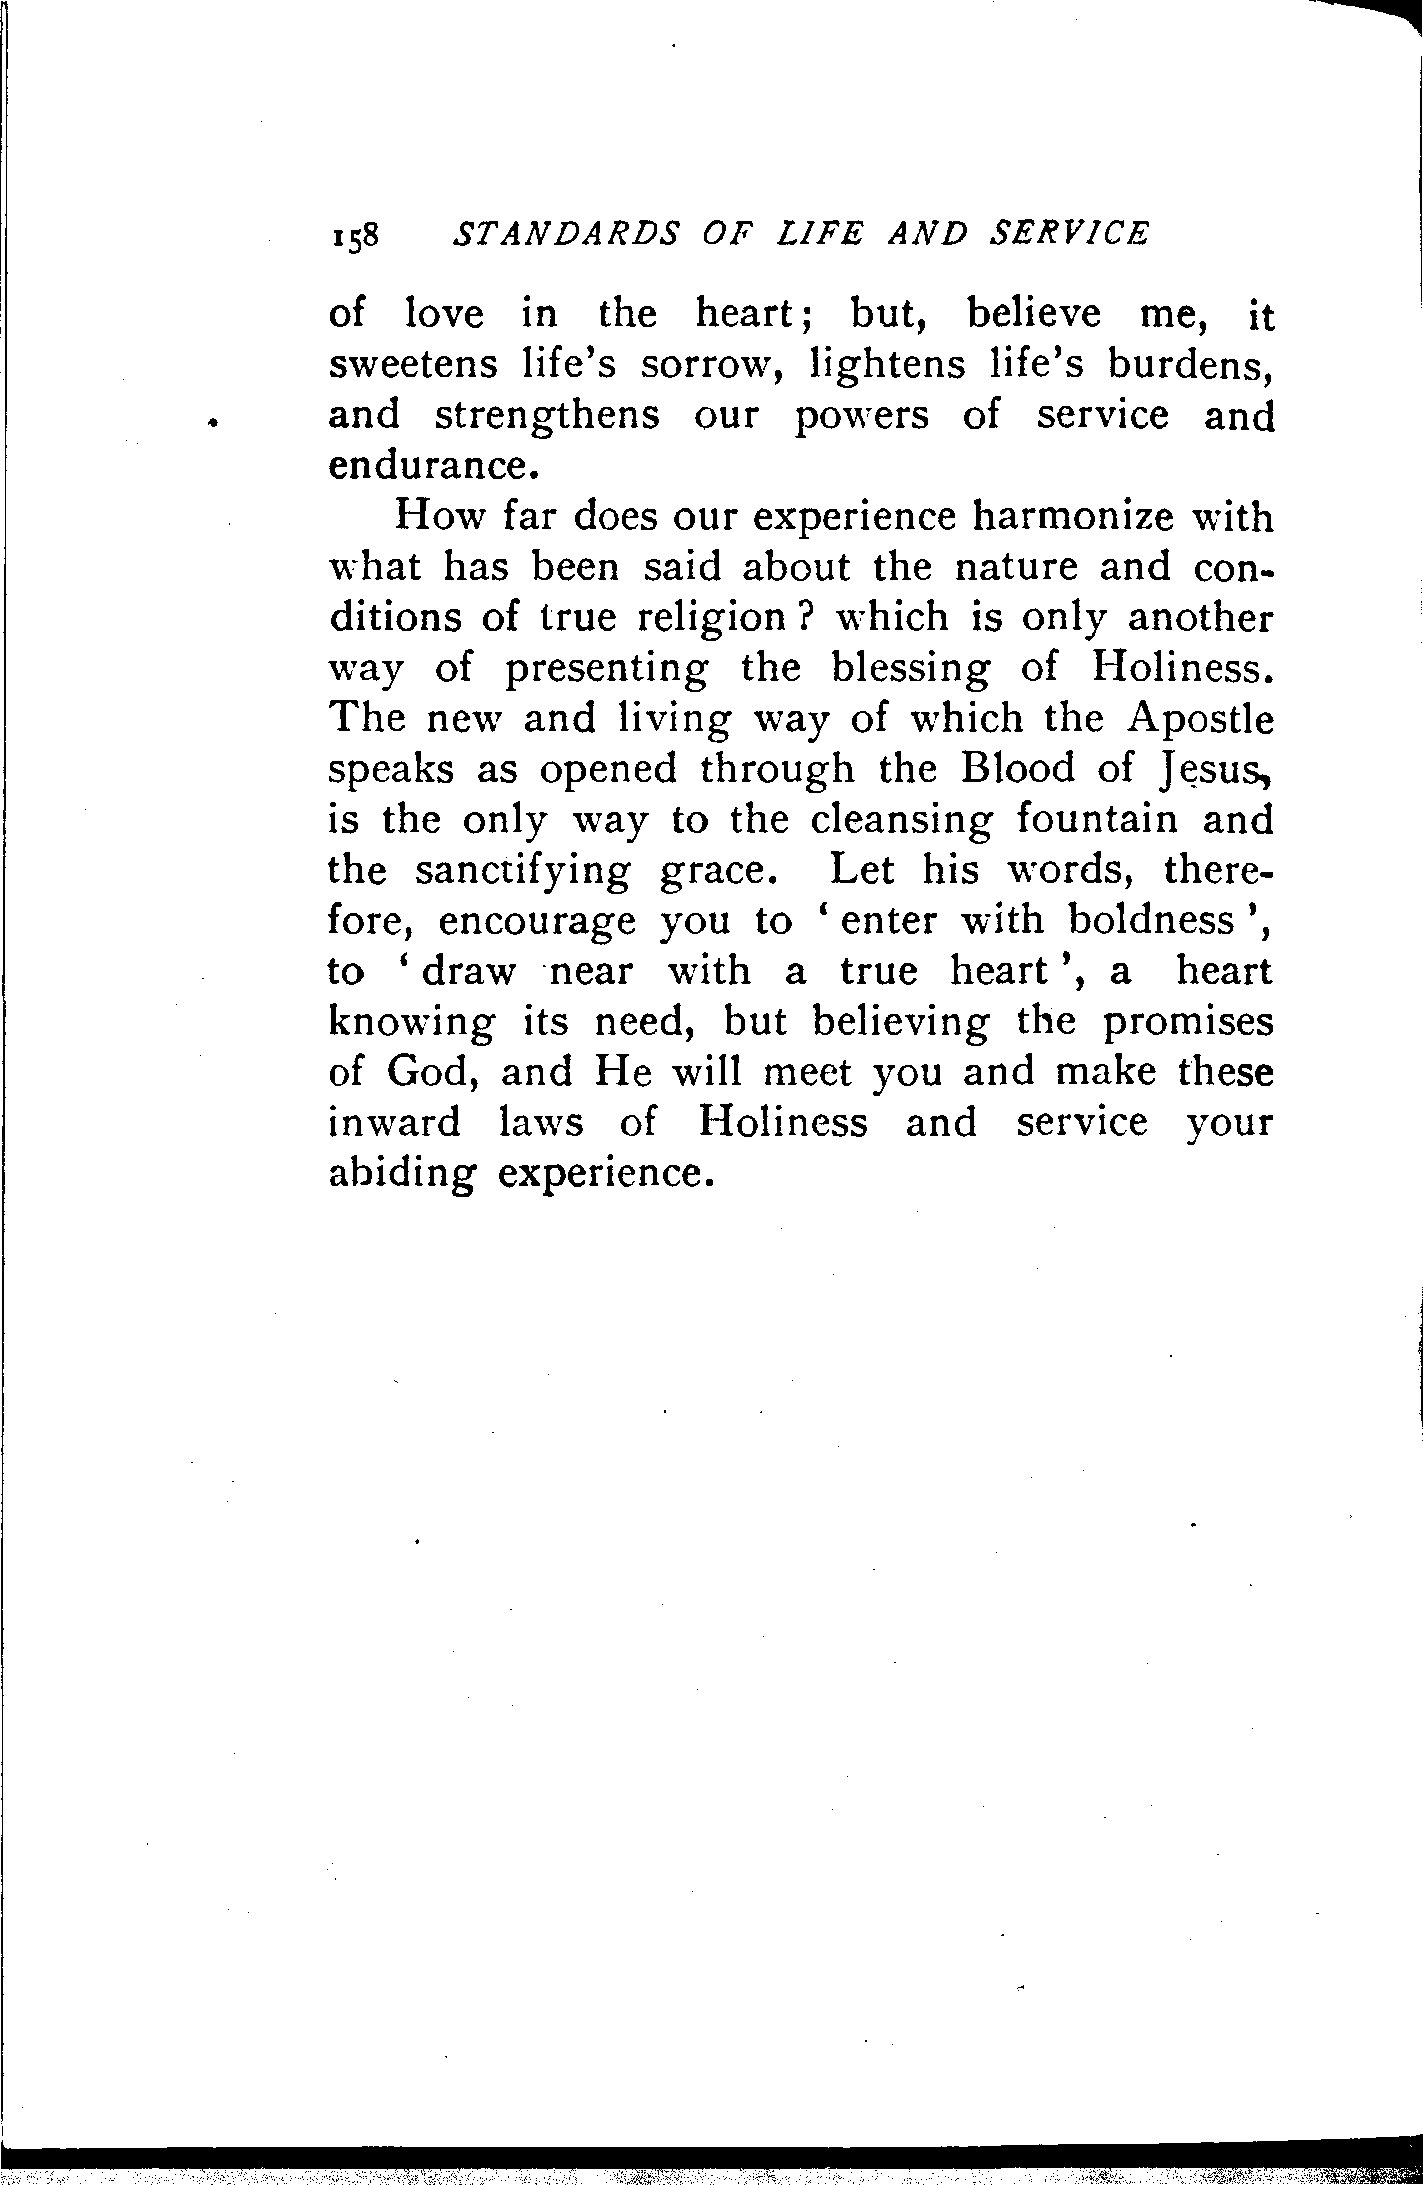 158 STANDARDS OF LIFE AND SERVICE
of love in the heart; but, believe me, it
sweetens life's sorrow, lightens life's burdens,
and strengthens our powers of service and
endurance.
How far does our experience harmonize with
what has been said about the nature and con-
ditions of true religion? which is only another
way of presenting the blessing of Holiness.
The new and living way of which the Apostle
speaks as opened through the Blood of Jesus,
is the only way to the cleansing fountain and
the sanctifying grace. Let his words, there-
fore, encourage you to ‘enter with boldness’,
to ‘draw near with a true heart’, a heart
knowing its need, but believing the promises
of God, and He will meet you and make these
inward laws of Holiness and service your
abiding experience.